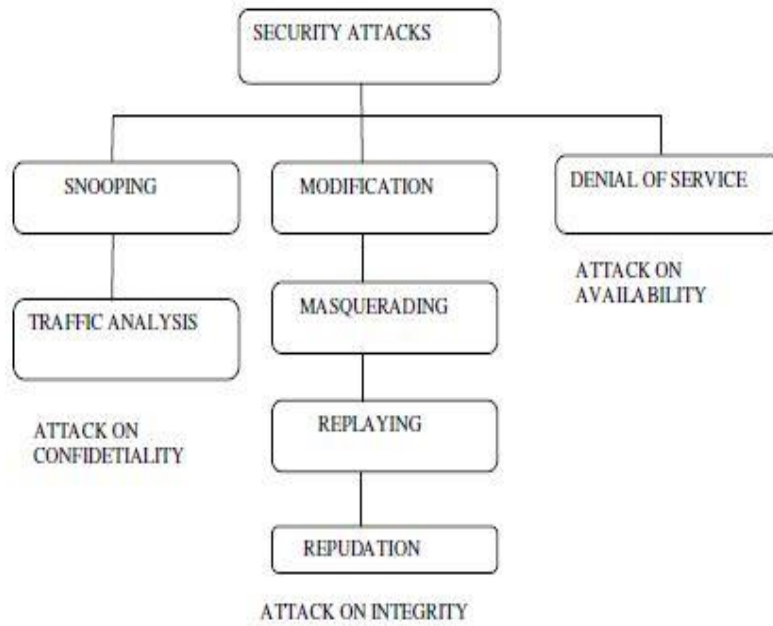 SECURITY ATTACKS
SNOOPING
MODIFICATION
DENIAL OF SERVICE
ATTACK ON
AVAILABILITY
TRAFFIC ANALYSIS
MASQUERADING
ATTACK ON
CONFIDETIALITY
REPLAYING
REPUDATION
ATTACK ON INTEGRITY